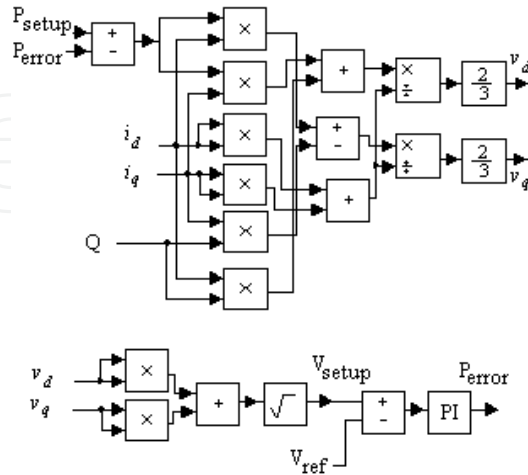 P_setup
+
-
P_error
×
×
+
×
÷
2
3
v_d
i_d
×
+
-
×
÷
2
3
v_q
i_q
×
+
×
Q
×
v_d
×
v_q
×
+
√
V_setup
+
-
V_ref
PI
P_error